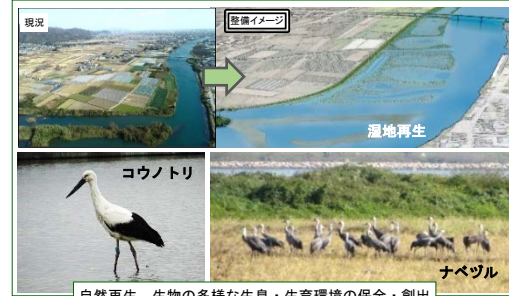 現況
整備イメージ
湿地再生
コウノトリ
ナベヅル
自然再生、生物の多様な生息・生育環境の保全・創出